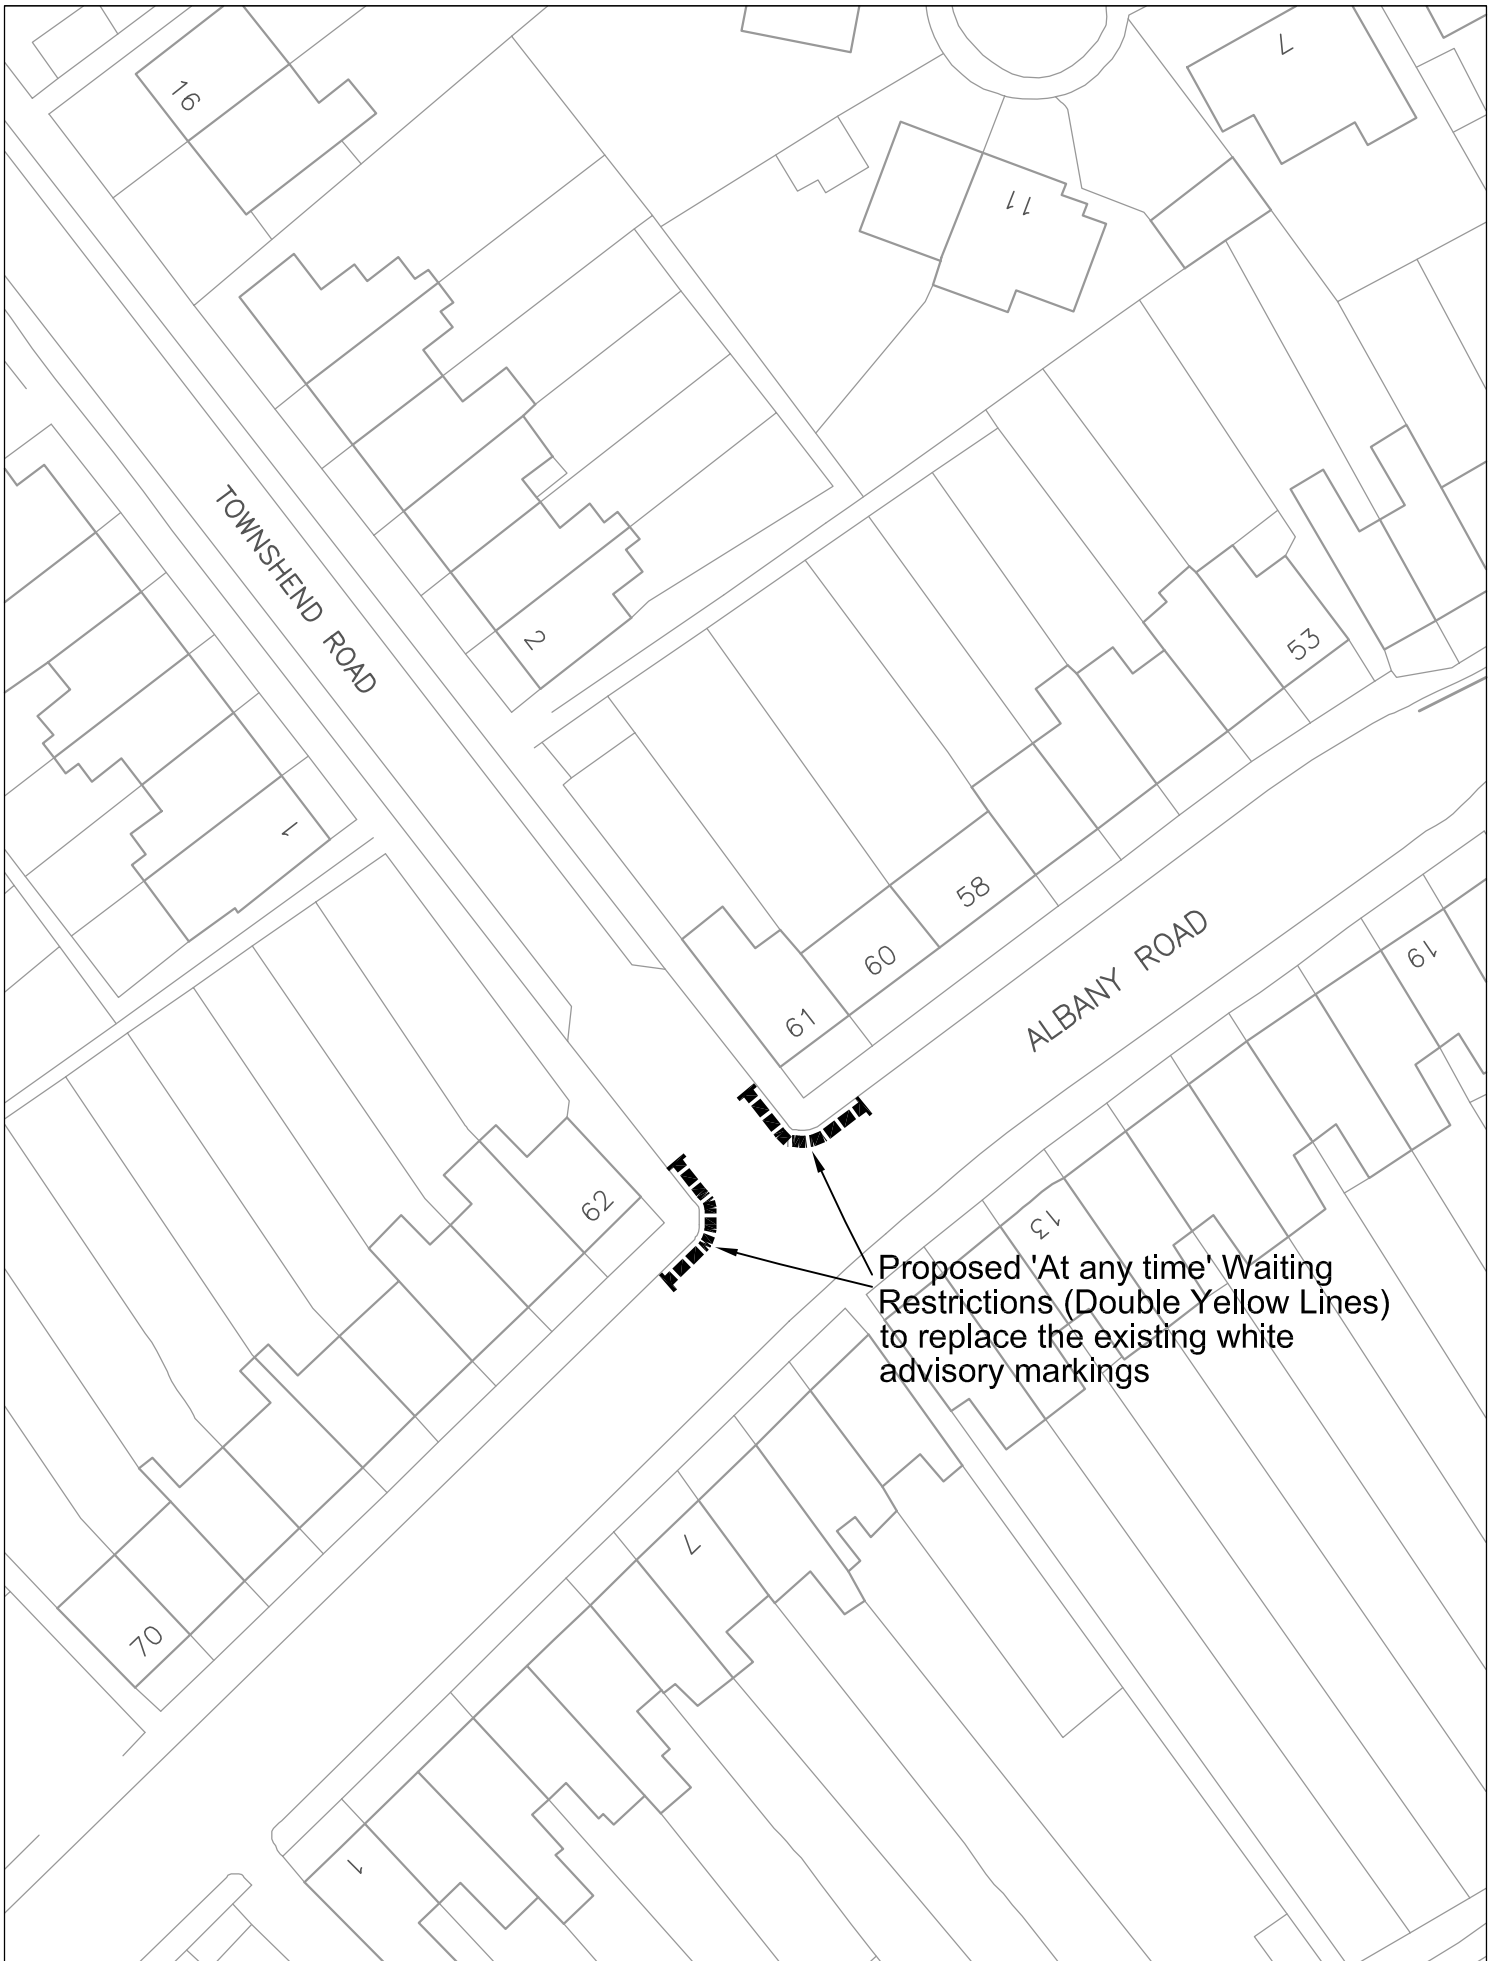 16
7
11
TOWNSHEND ROAD
2
53
1
58
60
61
ALBANY ROAD
19
62
13
Proposed 'At any time' Waiting
Restrictions (Double Yellow Lines)
to replace the existing white
advisory markings
7
70
1